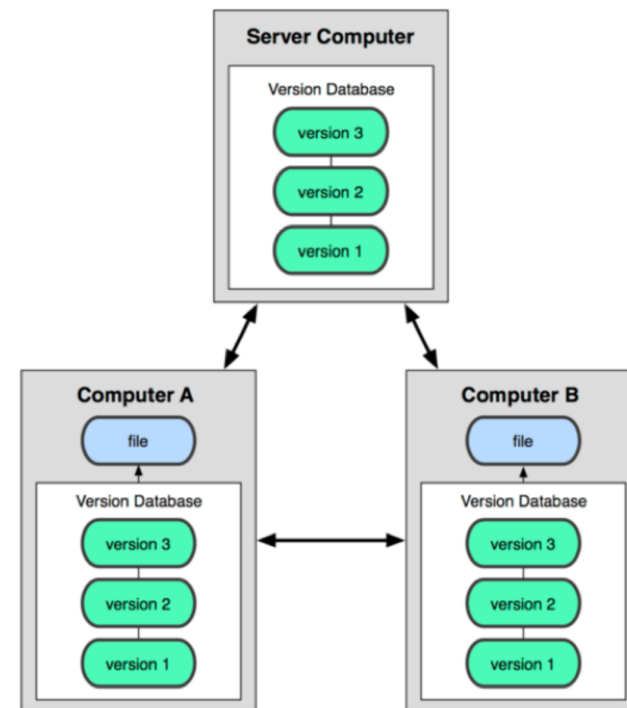 Server Computer
Version Database
version 3
version 2
version 1
Computer A
file
Version Database
version 3
version 2
version 1
Computer B
file
Version Database
version 3
version 2
version 1